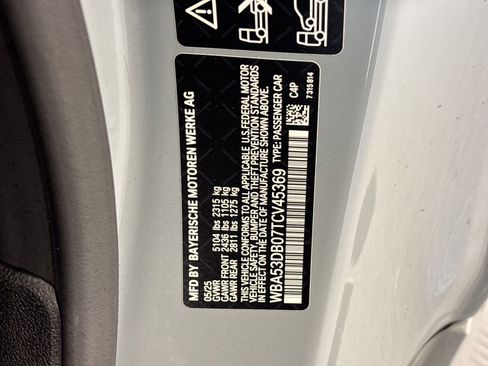 MFD BY BAYERISCHE MOTOREN WERKE AG
05/25
GVWR 5104 lbs 2315 kg
GAWR FRONT 2436 lbs 1105 kg
GAWR REAR 2811 lbs 1275 kg
THIS VEHICLE CONFORMS TO ALL APPLICABLE U.S.FEDERAL MOTOR
VEHICLE SAFETY, BUMPER, AND THEFT PREVENTION STANDARDS
IN EFFECT ON THE DATE OF MANUFACTURE SHOWN ABOVE.
WBA53DB07TCV45369 TYPE: PASSENGER CAR
C4P
7315814